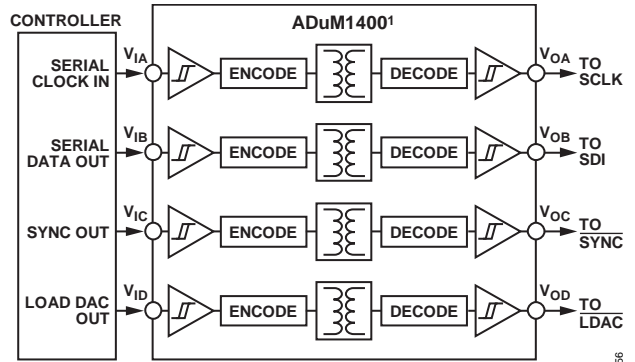 CONTROLLER
ADuM1400¹
SERIAL
CLOCK IN
V_IA
ENCODE
DECODE
V_OA
TO
SCLK
SERIAL
DATA OUT
V_IB
ENCODE
DECODE
V_OB
TO
SDI
SYNC OUT
V_IC
ENCODE
DECODE
V_OC
TO
SYNC
LOAD DAC
OUT
V_ID
ENCODE
DECODE
V_OD
TO
LDAC